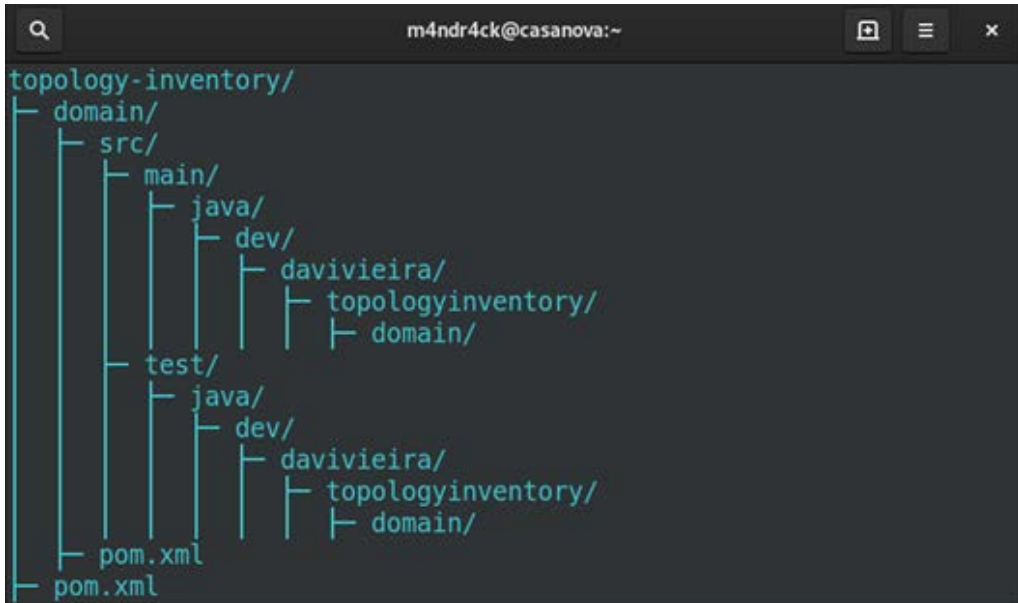 m4ndr4ck@casanova:~
topology-inventory/
├─ domain/
│  ├─ src/
│  │  ├─ main/
│  │  │  ├─ java/
│  │  │  │  ├─ dev/
│  │  │  │  │  ├─ davivieira/
│  │  │  │  │  │  ├─ topologyinventory/
│  │  │  │  │  │  │  ├─ domain/
│  │  ├─ test/
│  │  │  ├─ java/
│  │  │  │  ├─ dev/
│  │  │  │  │  ├─ davivieira/
│  │  │  │  │  │  ├─ topologyinventory/
│  │  │  │  │  │  │  ├─ domain/
│  ├─ pom.xml
├─ pom.xml